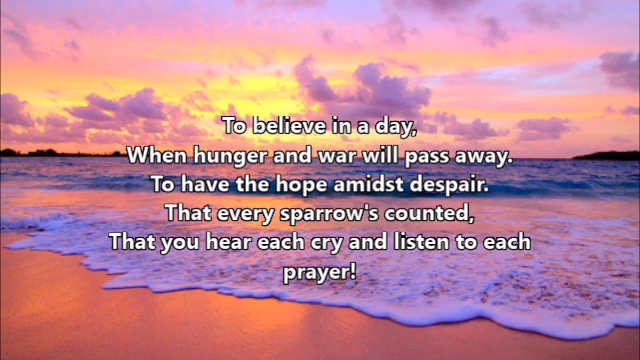 To believe in a day,
When hunger and war will pass away.
To have the hope amidst despair.
That every sparrow's counted,
That you hear each cry and listen to each
prayer!